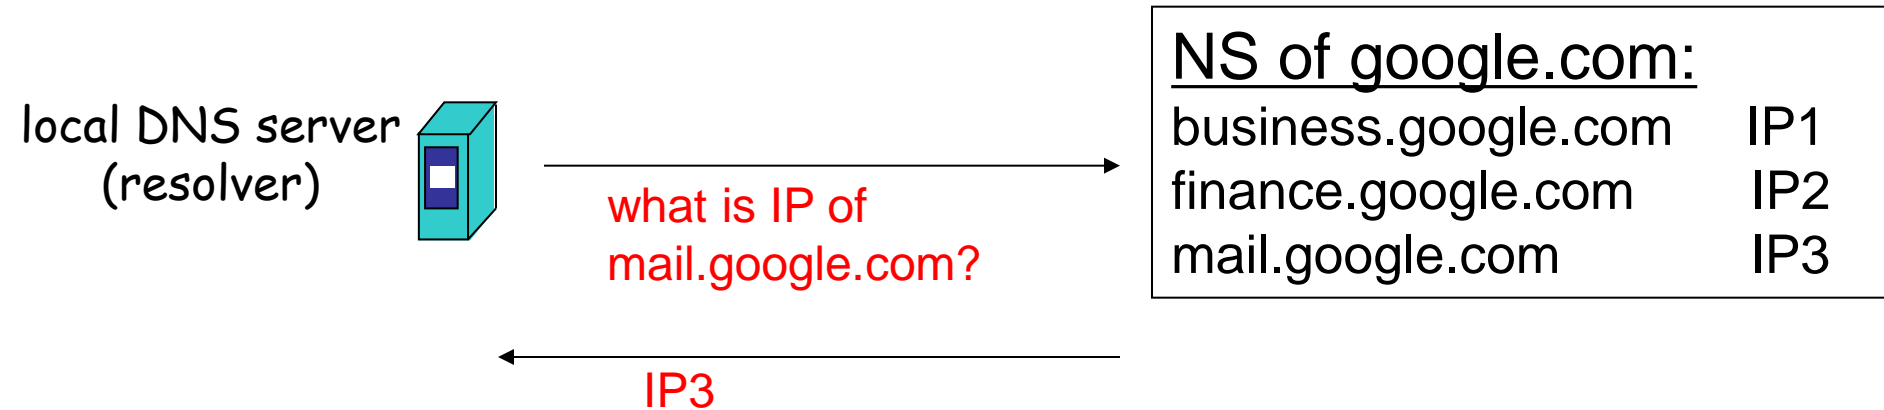 local DNS server
(resolver)
what is IP of
mail.google.com?
IP3
NS of google.com:
business.google.com IP1
finance.google.com IP2
mail.google.com IP3